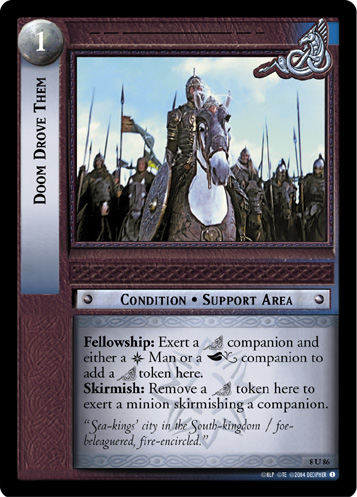 1
DOOM DROVE THEM
CONDITION • SUPPORT AREA
Fellowship: Exert a companion and
either a Man or a companion to
add a token here.
Skirmish: Remove a token here to
exert a minion skirmishing a companion.
“Sea-kings’ city in the South-kingdom / foe-
beleaguered, fire-encircled.”
8 U 86
©NLP ™TE ©2004 DECIPHER